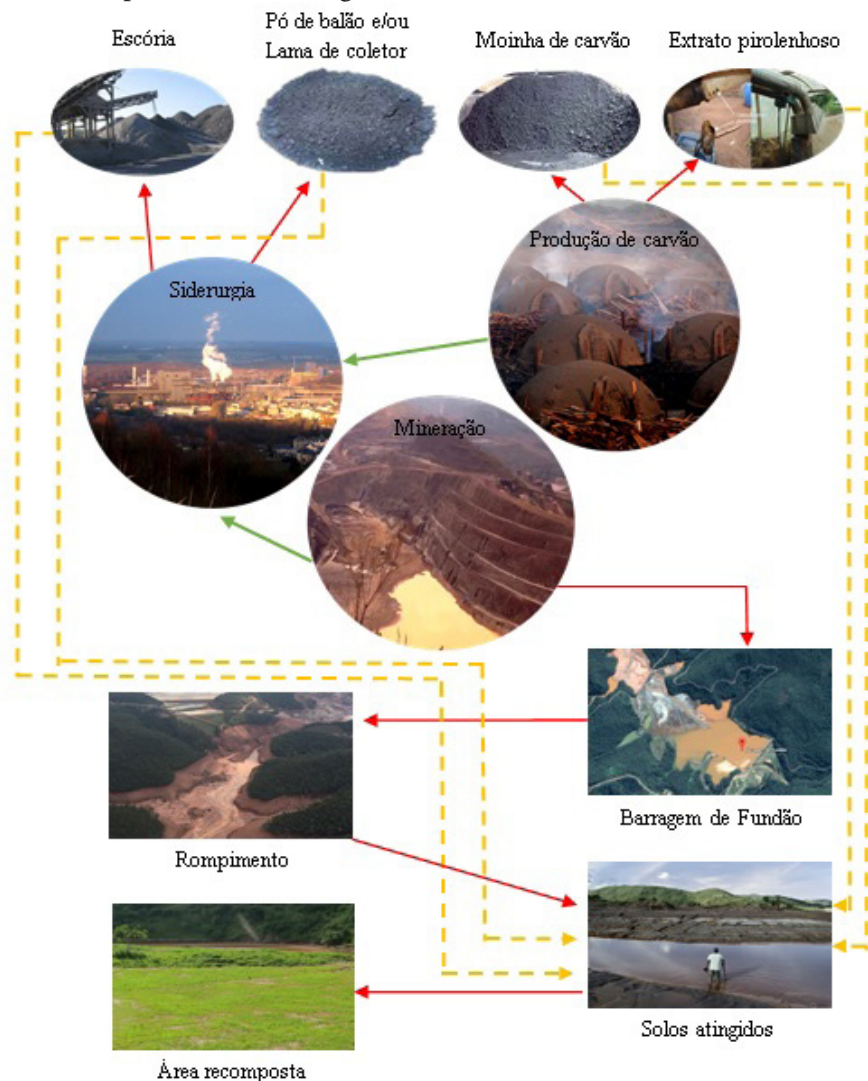 Escória
Pó de balão e/ou
Lama de coletor
Moinha de carvão
Extrato pirolenhoso
Produção de carvão
Siderurgia
Mineração
Barragem de Fundão
Rompimento
Solos atingidos
Área recomposta